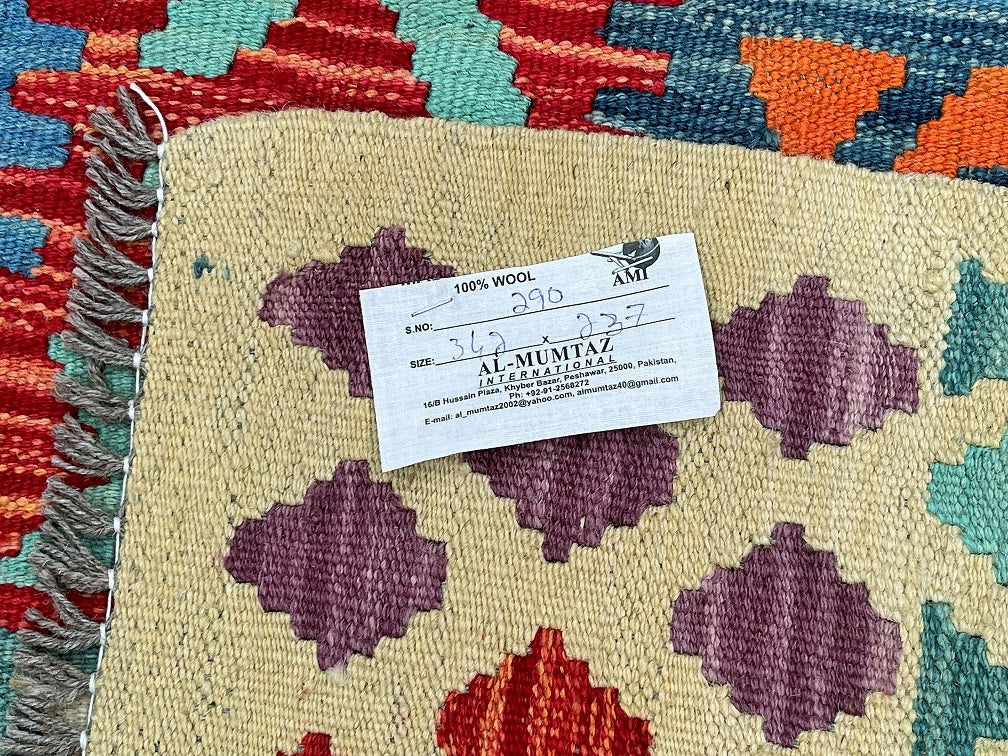 100% WOOL
AMI
S.NO: 290
SIZE: 342 x 237
AL-MUMTAZ
INTERNATIONAL
16/B Hussain Plaza, Khyber Bazar, Peshawar, 25000, Pakistan,
Ph: +92-91-2560272
E-mail: al_mumtaz2002@yahoo.com, almumtaz40@gmail.com